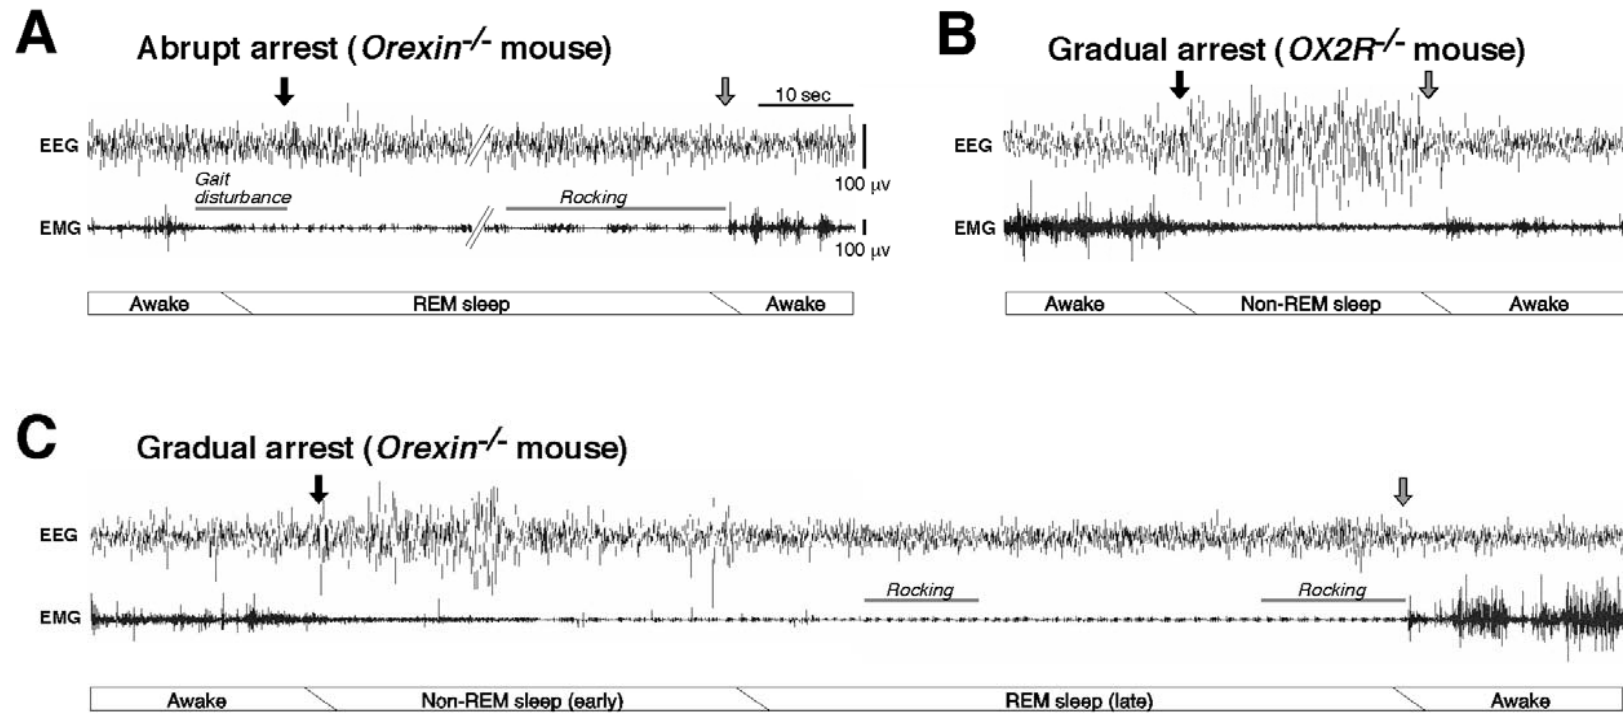 A
Abrupt arrest (Orexin-/- mouse)
10 sec
EEG
100 μv
Gait
disturbance
Rocking
EMG
100 μv
Awake
REM sleep
Awake
B
Gradual arrest (OX2R-/- mouse)
EEG
EMG
Awake
Non-REM sleep
Awake
C
Gradual arrest (Orexin-/- mouse)
EEG
Rocking
Rocking
EMG
Awake
Non-REM sleep (early)
REM sleep (late)
Awake